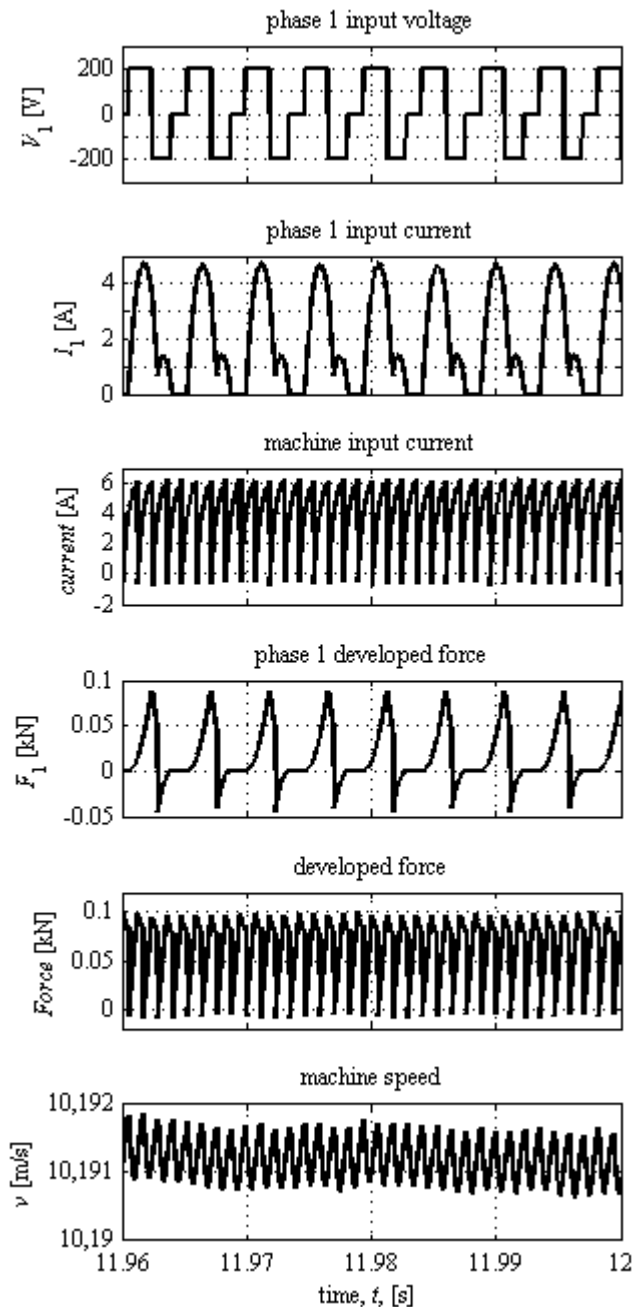 phase 1 input voltage
200
0
-200
V1 [V]
phase 1 input current
4
2
0
I1 [A]
machine input current
6
4
2
0
-2
current [A]
phase 1 developed force
0.1
0.05
0
-0.05
F1 [kN]
developed force
0.1
0.05
0
Force [kN]
machine speed
10,192
10,191
10,19
v [m/s]
11.96 11.97 11.98 11.99 12
time, t, [s]